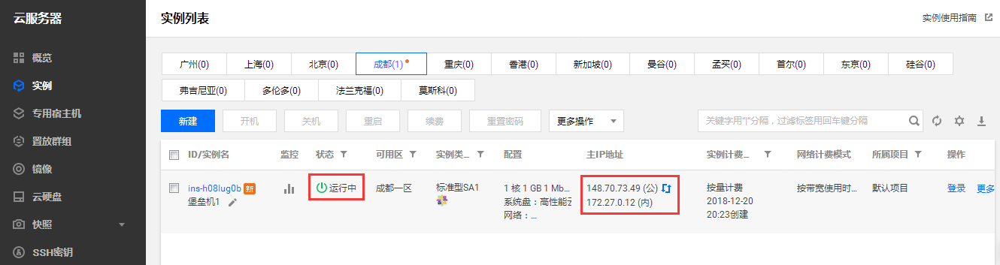 云服务器
概览
实例
专用宿主机
置放群组
镜像
云硬盘
快照
SSH密钥
实例列表
实例使用指南
广州(0) 上海(0) 北京(0) 成都(1) 重庆(0) 香港(0) 新加坡(0) 曼谷(0) 孟买(0) 首尔(0) 东京(0) 硅谷(0)
弗吉尼亚(0) 多伦多(0) 法兰克福(0) 莫斯科(0)
新建 开机 关机 重启 续费 重置密码 更多操作 关键字用"|"分隔，过滤标签用回车键分隔
ID/实例名 监控 状态 可用区 实例类... 配置 主IP地址 实例计费... 网络计费模式 所属项目 操作
ins-h08lug0b 新
堡垒机1
运行中
成都一区
标准型SA1
1 核 1 GB 1 Mb...
系统盘：高性能云
网络：...
148.70.73.49 (公)
172.27.0.12 (内)
按量计费
2018-12-20
20:23创建
按带宽使用时...
默认项目
登录 更多